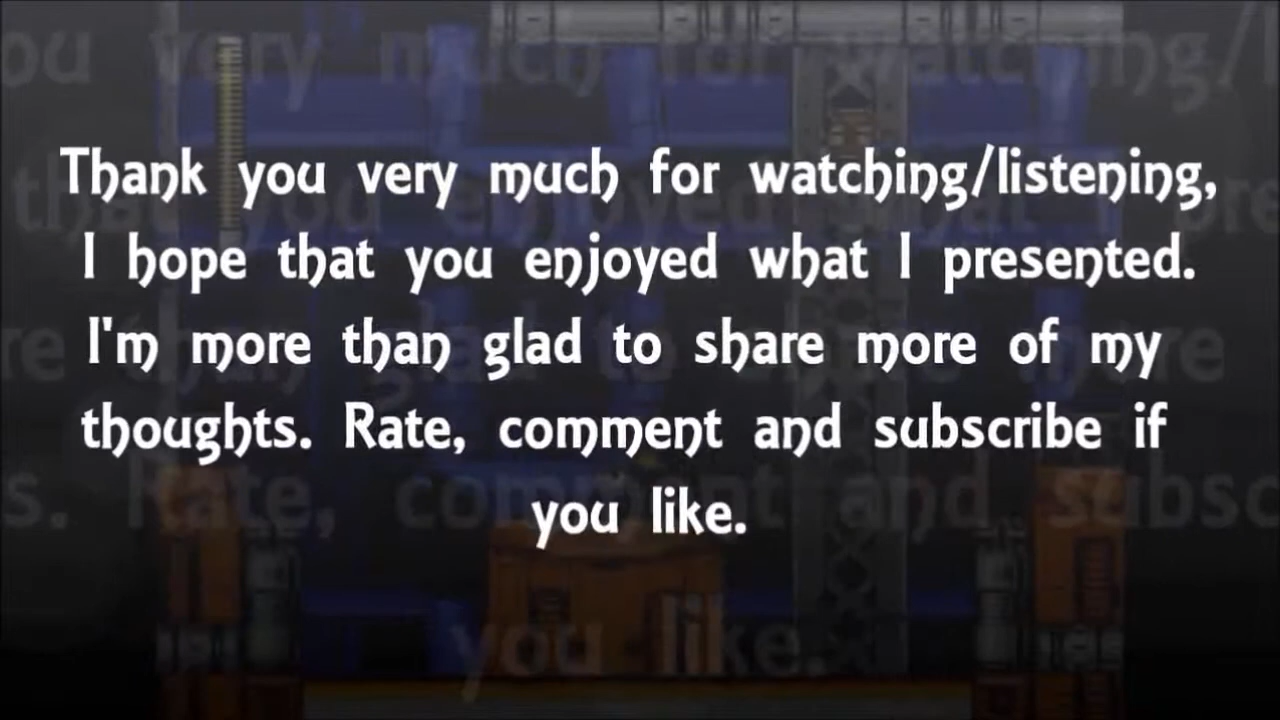 Thank you very much for watching/listening,
I hope that you enjoyed what I presented.
I'm more than glad to share more of my
thoughts. Rate, comment and subscribe if
you like.